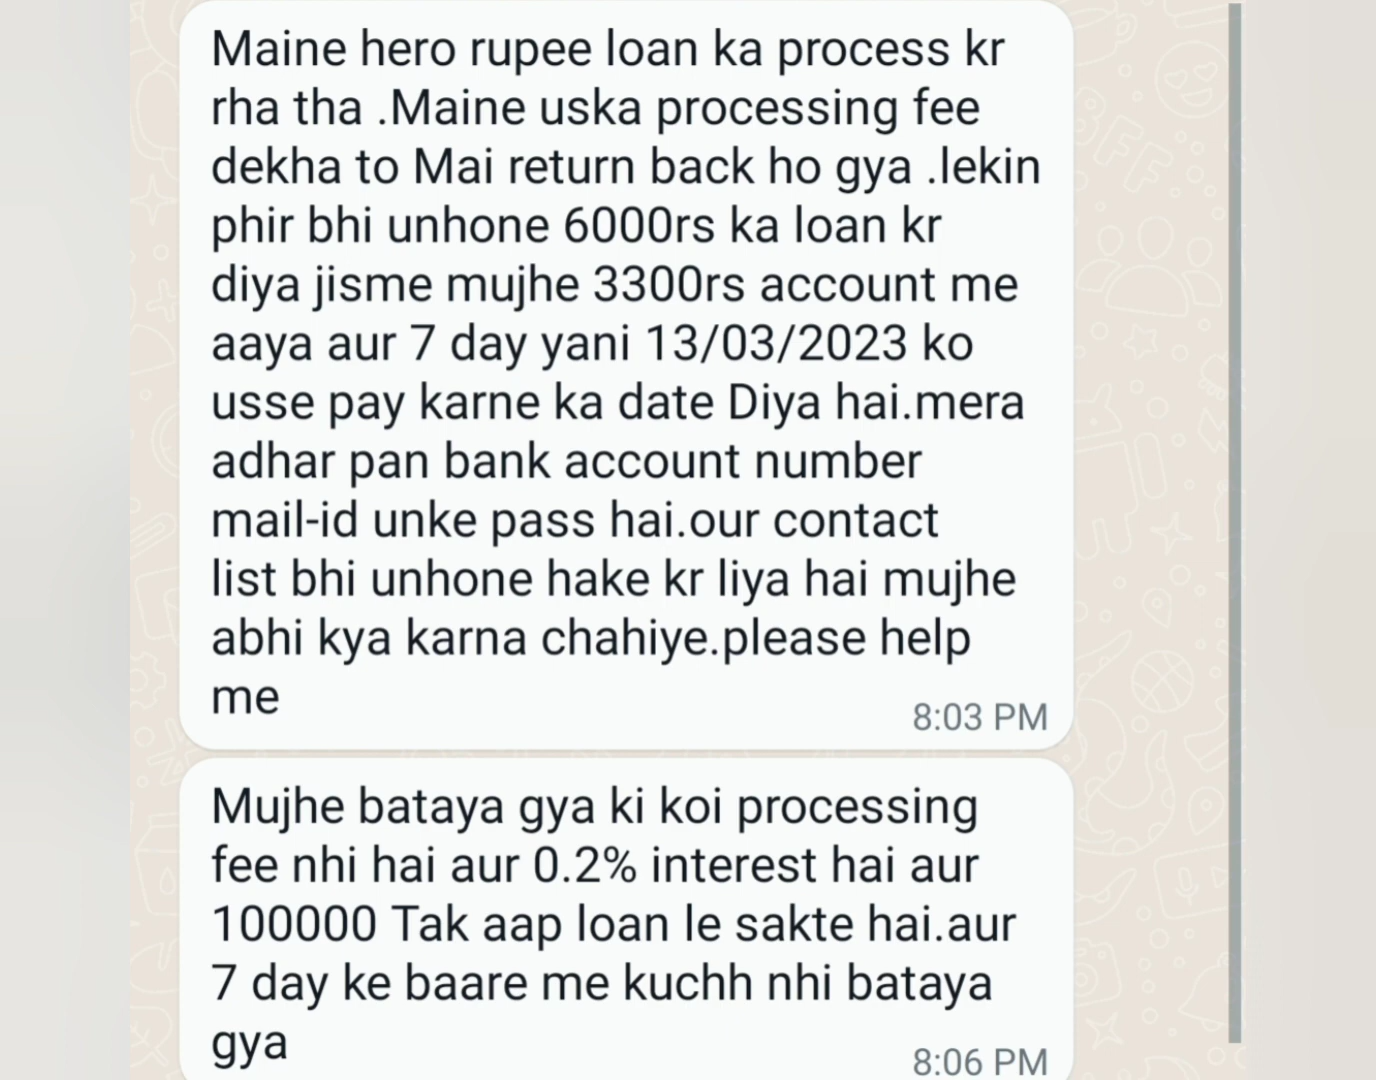 Maine hero rupee loan ka process kr
rha tha .Maine uska processing fee
dekha to Mai return back ho gya .lekin
phir bhi unhone 6000rs ka loan kr
diya jisme mujhe 3300rs account me
aaya aur 7 day yani 13/03/2023 ko
usse pay karne ka date Diya hai.mera
adhar pan bank account number
mail-id unke pass hai.our contact
list bhi unhone hake kr liya hai mujhe
abhi kya karna chahiye.please help
me
8:03 PM
Mujhe bataya gya ki koi processing
fee nhi hai aur 0.2% interest hai aur
100000 Tak aap loan le sakte hai.aur
7 day ke baare me kuchh nhi bataya
gya
8:06 PM